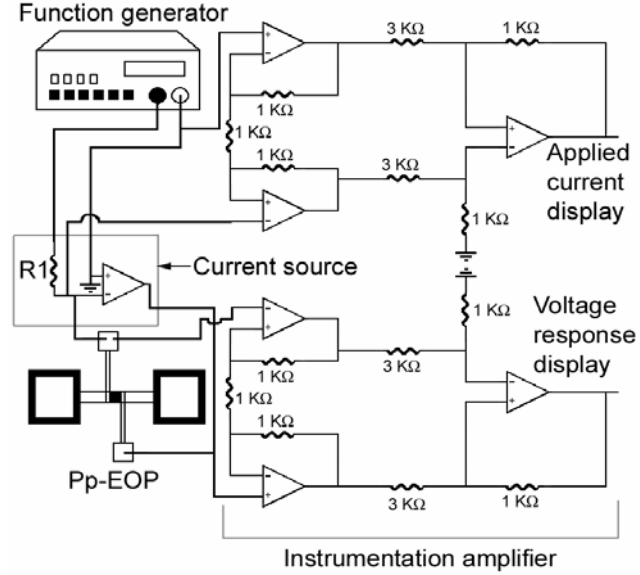 Function generator
3 KΩ
1 KΩ
1 KΩ
1 KΩ
1 KΩ
3 KΩ
Applied
current
display
1 KΩ
R1
Current source
1 KΩ
Voltage
response
display
1 KΩ
3 KΩ
1 KΩ
1 KΩ
Pp-EOP
3 KΩ
1 KΩ
Instrumentation amplifier